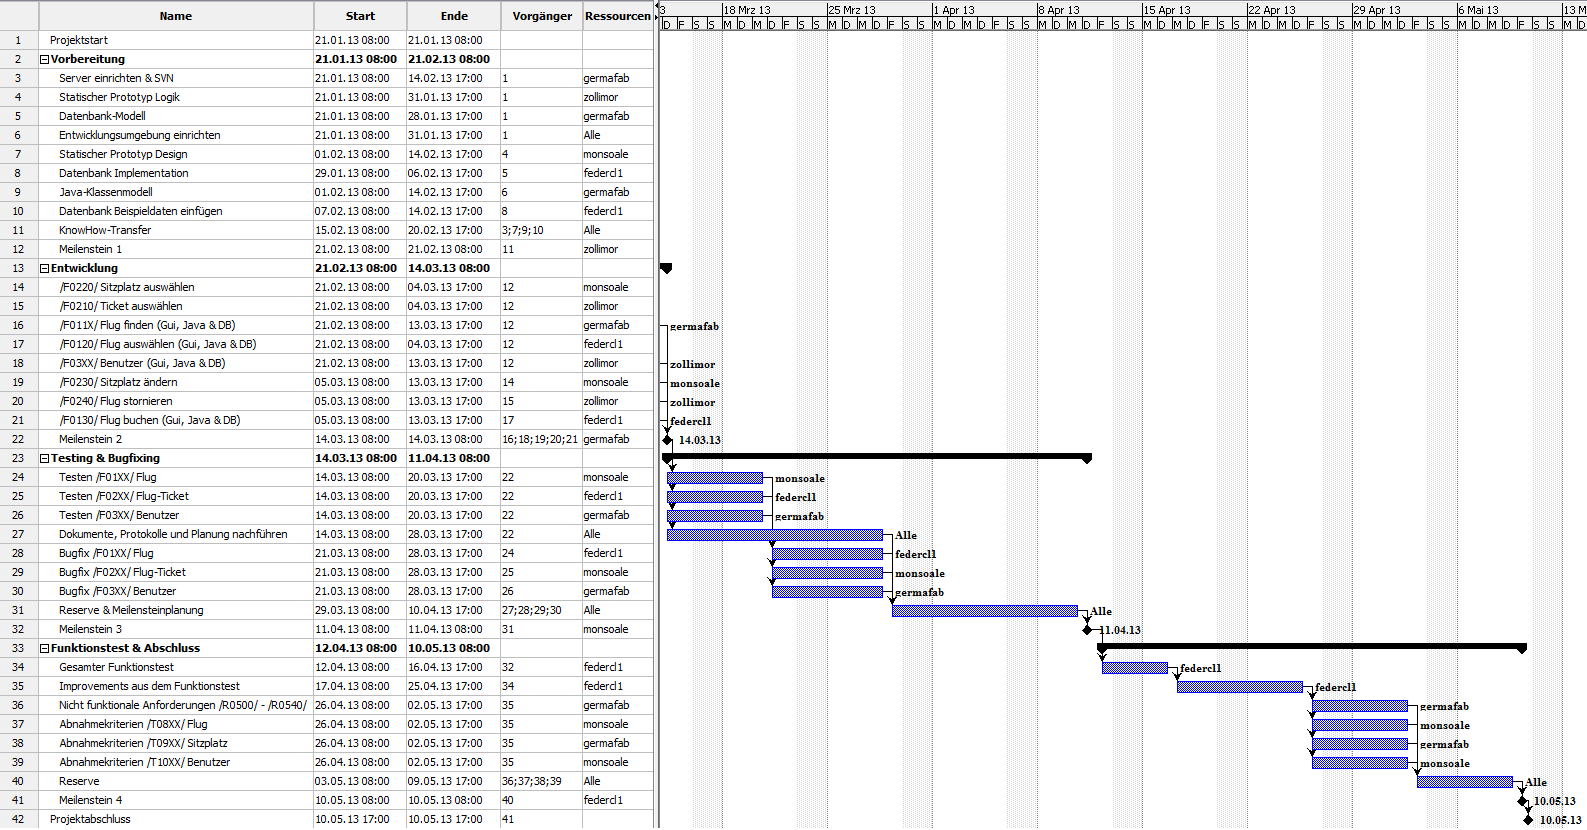 Name Start Ende Vorgänger Ressourcen 3 18 Mrz 13 25 Mrz 13 1 Apr 13 8 Apr 13 15 Apr 13 22 Apr 13 29 Apr 13 6 Mai 13 13 M
D F S S M D M D F S S M D M D F S S M D M D F S S M D M D F S S M D M D F S S M D M D F S S M D M D F S S M D M D F S S M D
1 Projektstart 21.01.13 08:00 21.01.13 08:00
2 Vorbereitung 21.01.13 08:00 21.02.13 08:00
3 Server einrichten & SVN 21.01.13 08:00 14.02.13 17:00 1 germafab
4 Statischer Prototyp Logik 21.01.13 08:00 31.01.13 17:00 1 zollimor
5 Datenbank-Modell 21.01.13 08:00 28.01.13 17:00 1 germafab
6 Entwicklungsumgebung einrichten 21.01.13 08:00 31.01.13 17:00 1 Alle
7 Statischer Prototyp Design 01.02.13 08:00 14.02.13 17:00 4 monsoale
8 Datenbank Implementation 29.01.13 08:00 06.02.13 17:00 5 federcl1
9 Java-Klassenmodell 01.02.13 08:00 14.02.13 17:00 6 germafab
10 Datenbank Beispieldaten einfügen 07.02.13 08:00 14.02.13 17:00 8 federcl1
11 KnowHow-Transfer 15.02.13 08:00 20.02.13 17:00 3;7;9;10 Alle
12 Meilenstein 1 21.02.13 08:00 21.02.13 08:00 11 zollimor
13 Entwicklung 21.02.13 08:00 14.03.13 08:00
14 /F0220/ Sitzplatz auswählen 21.02.13 08:00 04.03.13 17:00 12 monsoale
15 /F0210/ Ticket auswählen 21.02.13 08:00 04.03.13 17:00 12 zollimor
16 /F011X/ Flug finden (Gui, Java & DB) 21.02.13 08:00 13.03.13 17:00 12 germafab germafab
17 /F0120/ Flug auswählen (Gui, Java & DB) 21.02.13 08:00 04.03.13 17:00 12 federcl1
18 /F03XX/ Benutzer (Gui, Java & DB) 21.02.13 08:00 13.03.13 17:00 12 zollimor zollimor
19 /F0230/ Sitzplatz ändern 05.03.13 08:00 13.03.13 17:00 14 monsoale monsoale
20 /F0240/ Flug stornieren 05.03.13 08:00 13.03.13 17:00 15 zollimor zollimor
21 /F0130/ Flug buchen (Gui, Java & DB) 05.03.13 08:00 13.03.13 17:00 17 federcl1 federcl1
22 Meilenstein 2 14.03.13 08:00 14.03.13 08:00 16;18;19;20;21 germafab 14.03.13
23 Testing & Bugfixing 14.03.13 08:00 11.04.13 08:00
24 Testen /F01XX/ Flug 14.03.13 08:00 20.03.13 17:00 22 monsoale monsoale
25 Testen /F02XX/ Flug-Ticket 14.03.13 08:00 20.03.13 17:00 22 federcl1 federcl1
26 Testen /F03XX/ Benutzer 14.03.13 08:00 20.03.13 17:00 22 germafab germafab
27 Dokumente, Protokolle und Planung nachführen 14.03.13 08:00 28.03.13 17:00 22 Alle Alle
28 Bugfix /F01XX/ Flug 21.03.13 08:00 28.03.13 17:00 24 federcl1 federcl1
29 Bugfix /F02XX/ Flug-Ticket 21.03.13 08:00 28.03.13 17:00 25 monsoale monsoale
30 Bugfix /F03XX/ Benutzer 21.03.13 08:00 28.03.13 17:00 26 germafab germafab
31 Reserve & Meilensteinplanung 29.03.13 08:00 10.04.13 17:00 27;28;29;30 Alle Alle
32 Meilenstein 3 11.04.13 08:00 11.04.13 08:00 31 monsoale 11.04.13
33 Funktionstest & Abschluss 12.04.13 08:00 10.05.13 08:00
34 Gesamter Funktionstest 12.04.13 08:00 16.04.13 17:00 32 federcl1 federcl1
35 Improvements aus dem Funktionstest 17.04.13 08:00 25.04.13 17:00 34 federcl1 federcl1
36 Nicht funktionale Anforderungen /R0500/ - /R0540/ 26.04.13 08:00 02.05.13 17:00 35 germafab germafab
37 Abnahmekriterien /T08XX/ Flug 26.04.13 08:00 02.05.13 17:00 35 monsoale monsoale
38 Abnahmekriterien /T09XX/ Sitzplatz 26.04.13 08:00 02.05.13 17:00 35 germafab germafab
39 Abnahmekriterien /T10XX/ Benutzer 26.04.13 08:00 02.05.13 17:00 35 monsoale monsoale
40 Reserve 03.05.13 08:00 09.05.13 17:00 36;37;38;39 Alle Alle
41 Meilenstein 4 10.05.13 08:00 10.05.13 08:00 40 federcl1 10.05.13
42 Projektabschluss 10.05.13 17:00 10.05.13 17:00 41 10.05.13